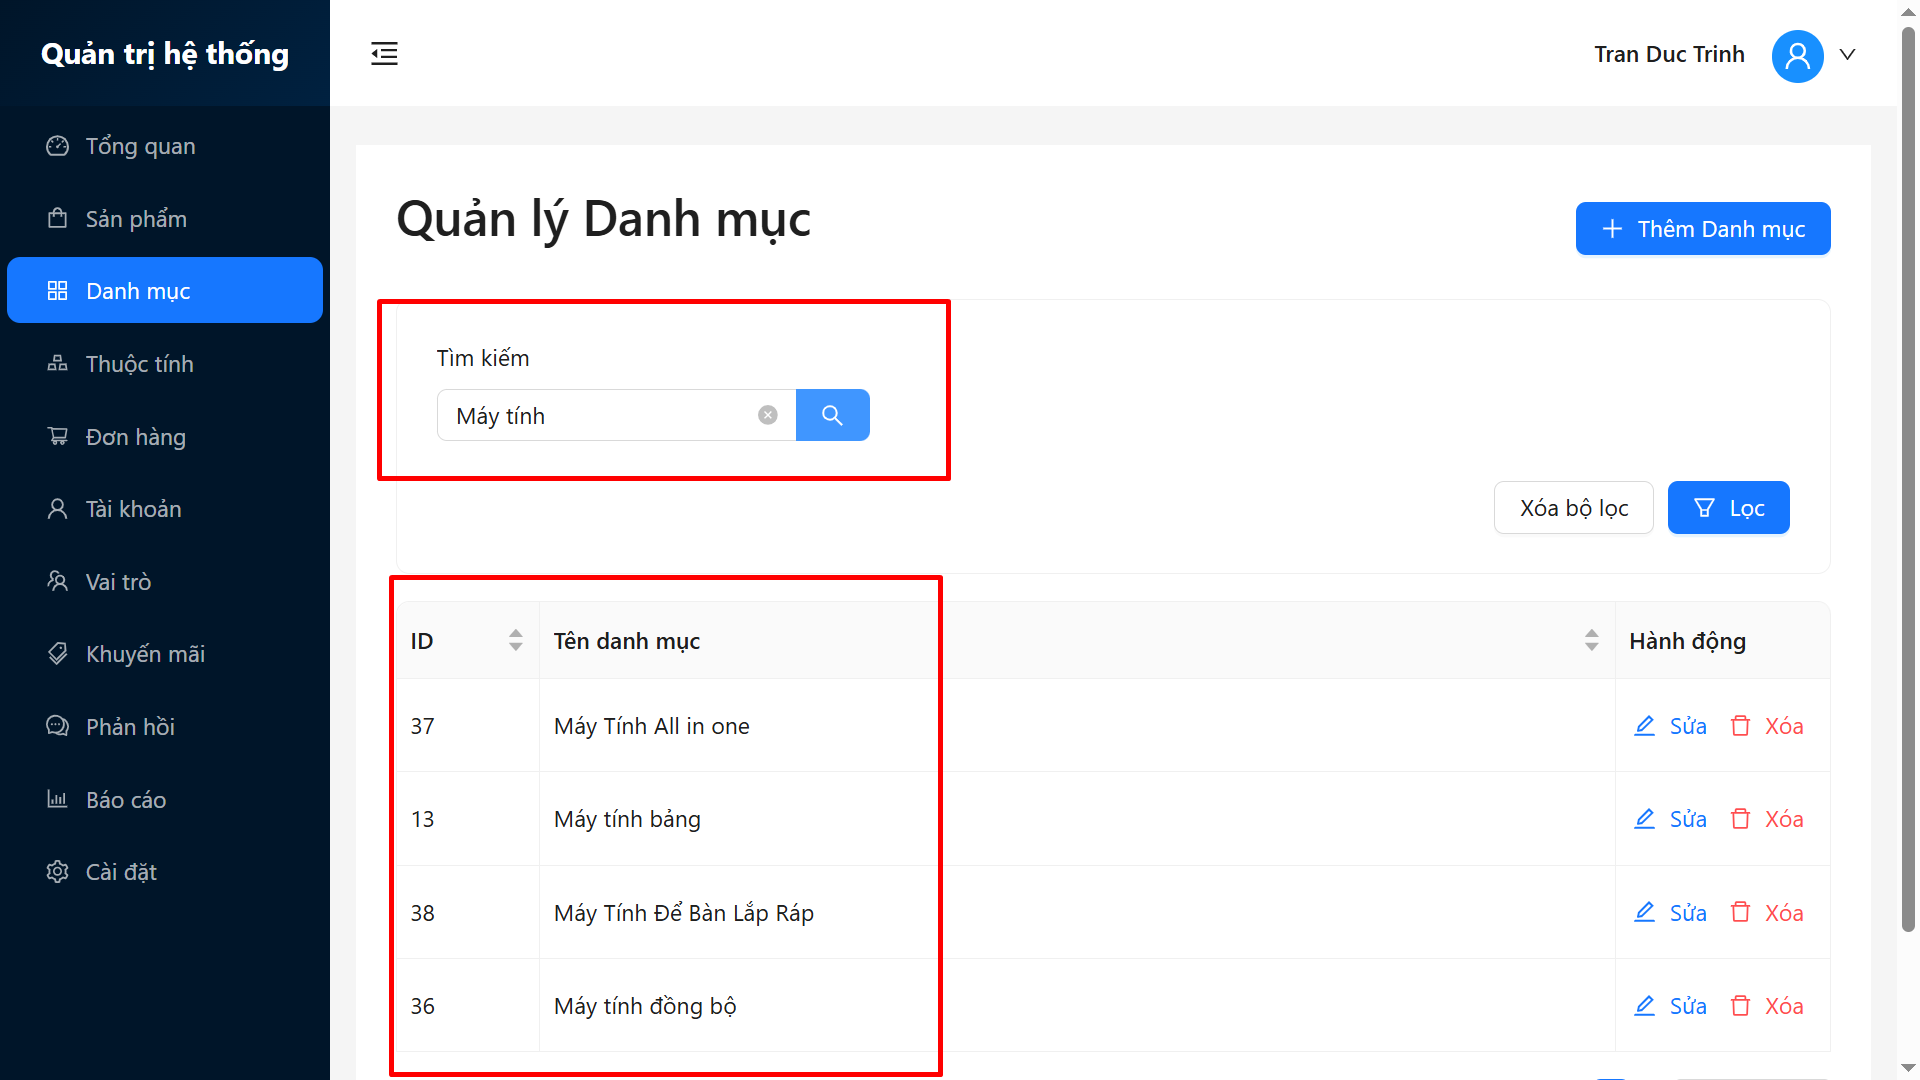 Quản trị hệ thống
Tran Duc Trinh
Tổng quan
Sản phẩm
Danh mục
Thuộc tính
Đơn hàng
Tài khoản
Vai trò
Khuyến mãi
Phản hồi
Báo cáo
Cài đặt
Quản lý Danh mục
Thêm Danh mục
Tìm kiếm
Máy tính
Xóa bộ lọc
Lọc
ID Tên danh mục Hành động
37 Máy Tính All in one Sửa Xóa
13 Máy tính bảng Sửa Xóa
38 Máy Tính Để Bàn Lắp Ráp Sửa Xóa
36 Máy tính đồng bộ Sửa Xóa